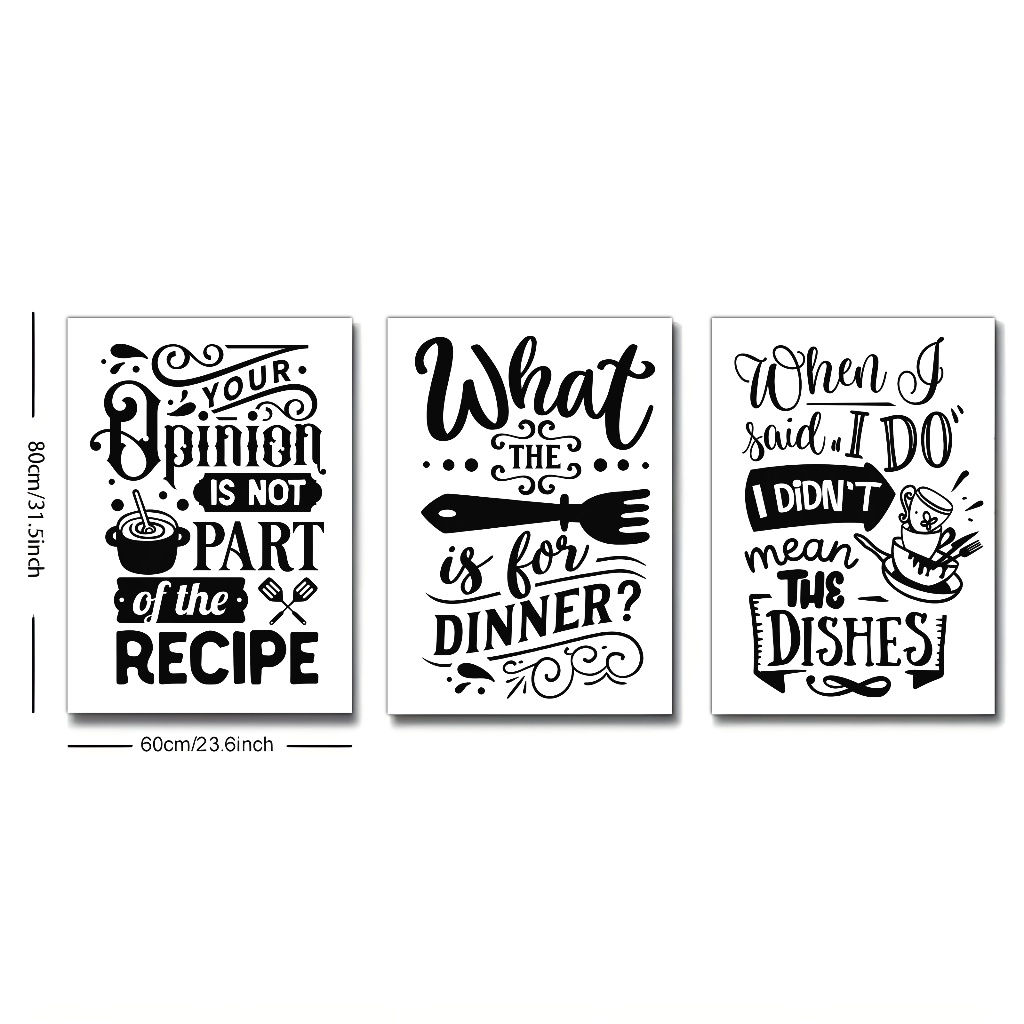 80cm/31.5inch
YOUR
Opinion
IS NOT
PART
of the
RECIPE
60cm/23.6inch
What
THE
is for
DINNER?
When I
said „I DO"
I DiDN'T
mean
THE
DISHES